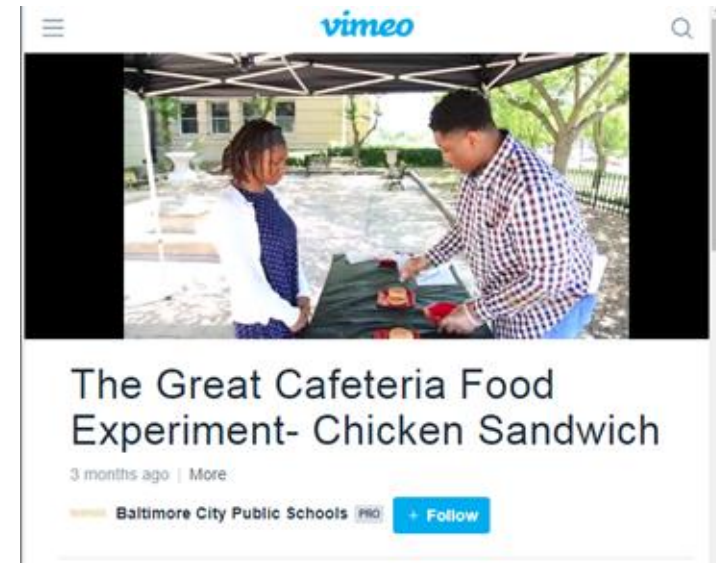 vimeo
The Great Cafeteria Food
Experiment- Chicken Sandwich
3 months ago | More
Baltimore City Public Schools PRO + Follow